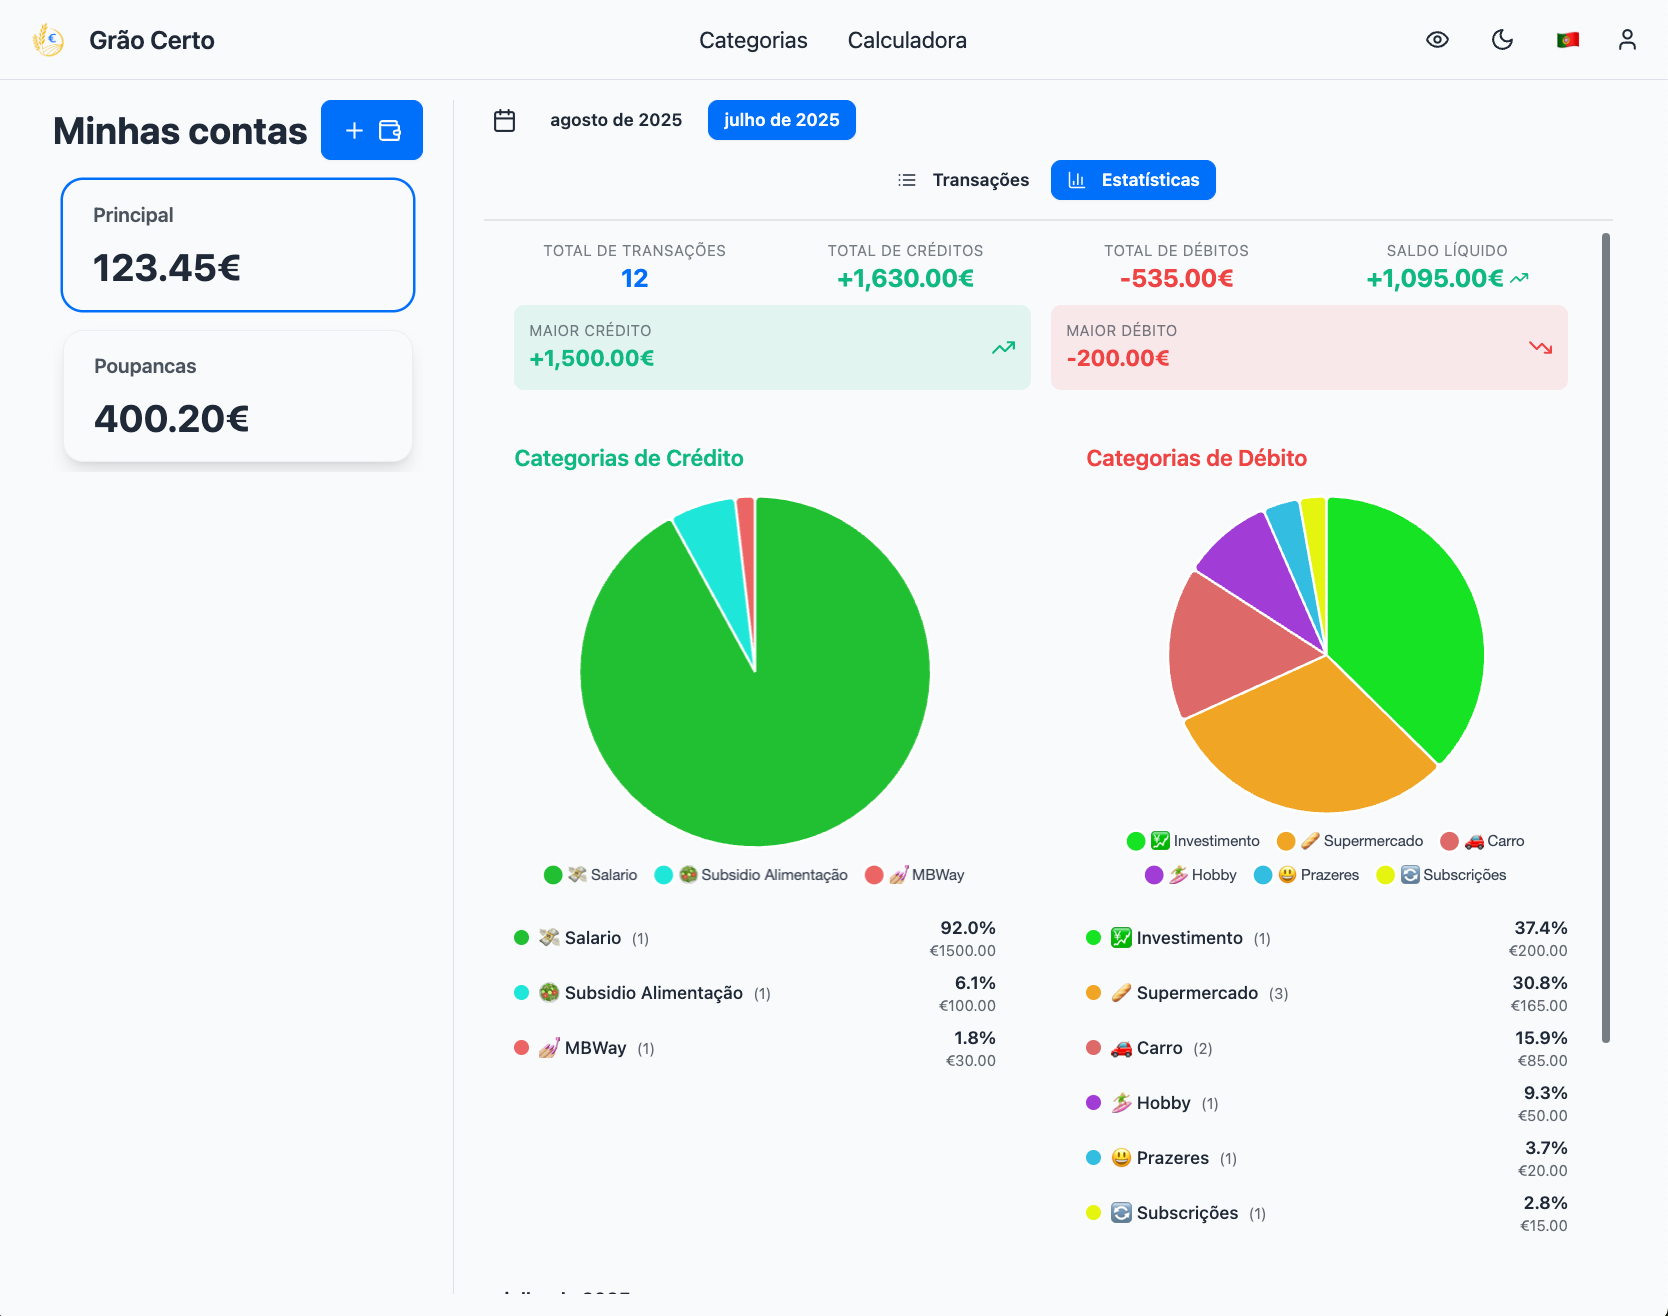 Grão Certo
Categorias
Calculadora
Minhas contas
Principal
123.45€
Poupancas
400.20€
agosto de 2025
julho de 2025
Transações
Estatísticas
TOTAL DE TRANSAÇÕES
12
TOTAL DE CRÉDITOS
+1,630.00€
TOTAL DE DÉBITOS
-535.00€
SALDO LÍQUIDO
+1,095.00€
MAIOR CRÉDITO
+1,500.00€
MAIOR DÉBITO
-200.00€
Categorias de Crédito
Salario Subsidio Alimentação MBWay
Salario (1) 92.0%
€1500.00
Subsidio Alimentação (1) 6.1%
€100.00
MBWay (1) 1.8%
€30.00
Categorias de Débito
Investimento Supermercado Carro
Hobby Prazeres Subscrições
Investimento (1) 37.4%
€200.00
Supermercado (3) 30.8%
€165.00
Carro (2) 15.9%
€85.00
Hobby (1) 9.3%
€50.00
Prazeres (1) 3.7%
€20.00
Subscrições (1) 2.8%
€15.00